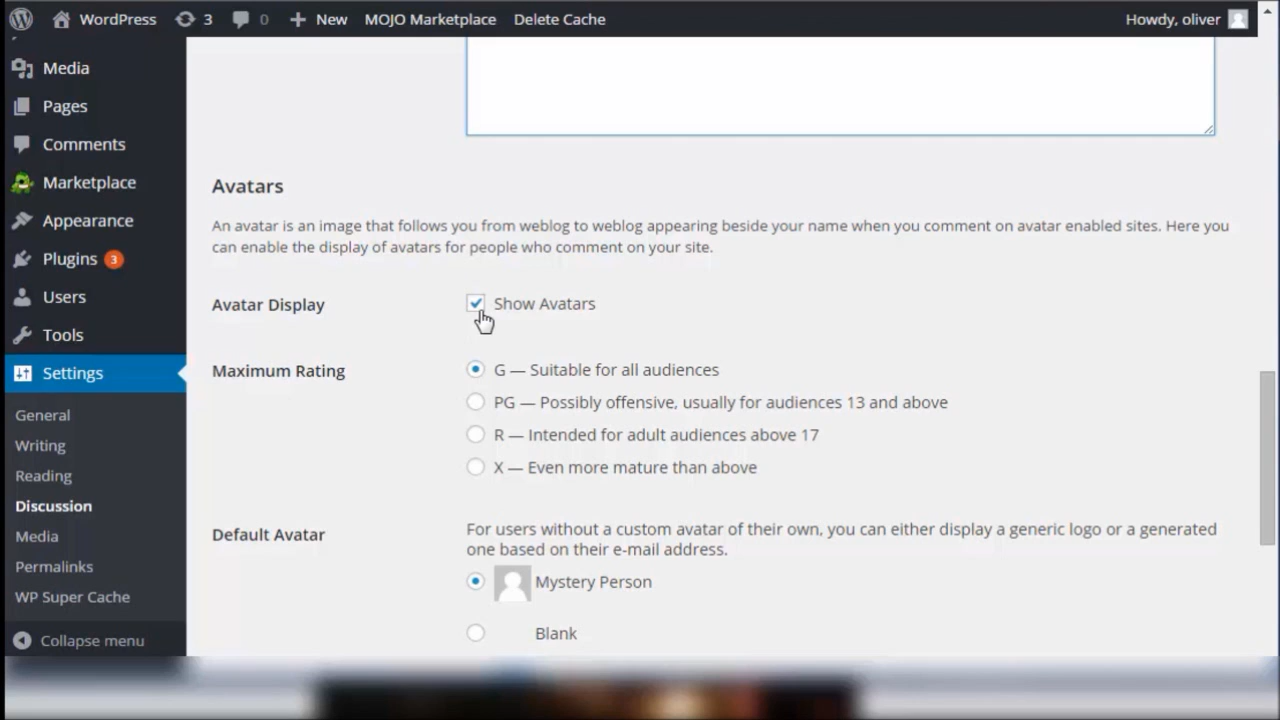 WordPress 3 0 New MOJO Marketplace Delete Cache Howdy, oliver
Media
Pages
Comments
Marketplace
Appearance
Plugins 3
Users
Tools
Settings
General
Writing
Reading
Discussion
Media
Permalinks
WP Super Cache
Collapse menu
Avatars
An avatar is an image that follows you from weblog to weblog appearing beside your name when you comment on avatar enabled sites. Here you
can enable the display of avatars for people who comment on your site.
Avatar Display
Show Avatars
Maximum Rating
G — Suitable for all audiences
PG — Possibly offensive, usually for audiences 13 and above
R — Intended for adult audiences above 17
X — Even more mature than above
Default Avatar
For users without a custom avatar of their own, you can either display a generic logo or a generated
one based on their e-mail address.
Mystery Person
Blank